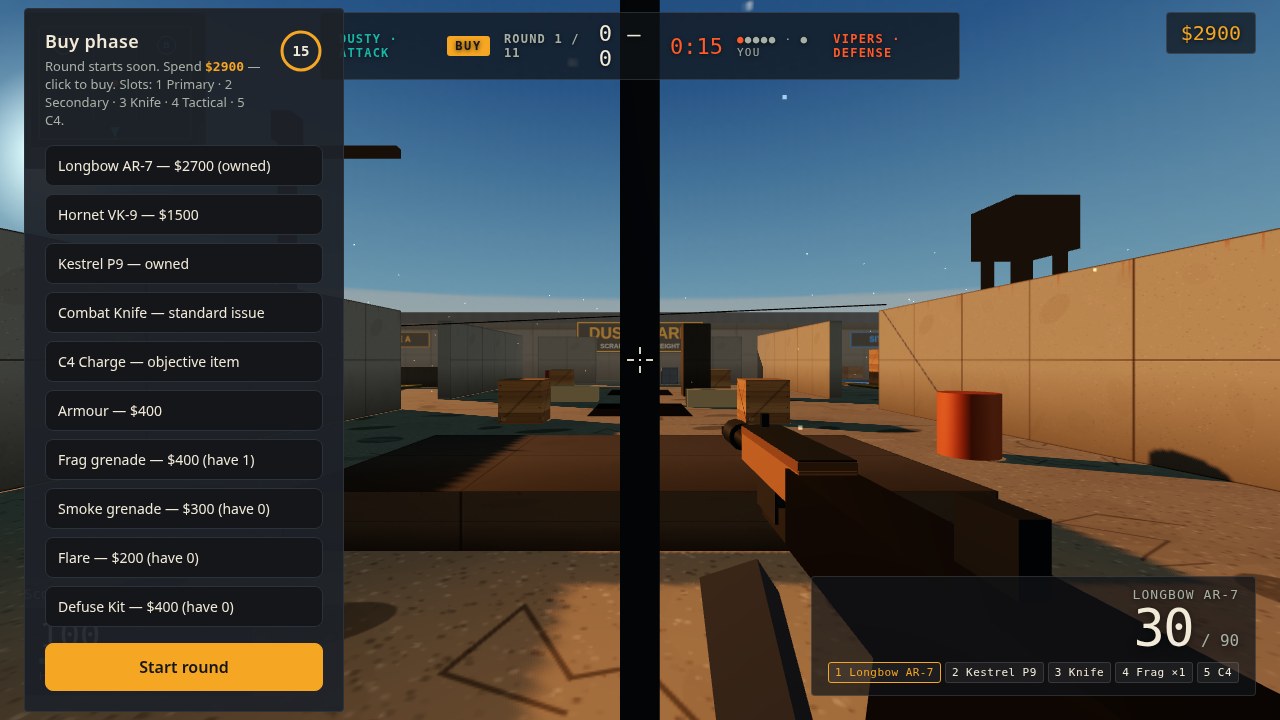 Buy phase
15
Round starts soon. Spend $2900 —
click to buy. Slots: 1 Primary · 2
Secondary · 3 Knife · 4 Tactical · 5
C4.
Longbow AR-7 — $2700 (owned)
Hornet VK-9 — $1500
Kestrel P9 — owned
Combat Knife — standard issue
C4 Charge — objective item
Armour — $400
Frag grenade — $400 (have 1)
Smoke grenade — $300 (have 0)
Flare — $200 (have 0)
Defuse Kit — $400 (have 0)
100
Start round
DUSTY ·
ATTACK
BUY
ROUND 1 /
11
0 —
0
0:15
YOU
VIPERS ·
DEFENSE
$2900
LONGBOW AR-7
30 / 90
1 Longbow AR-7
2 Kestrel P9
3 Knife
4 Frag ×1
5 C4